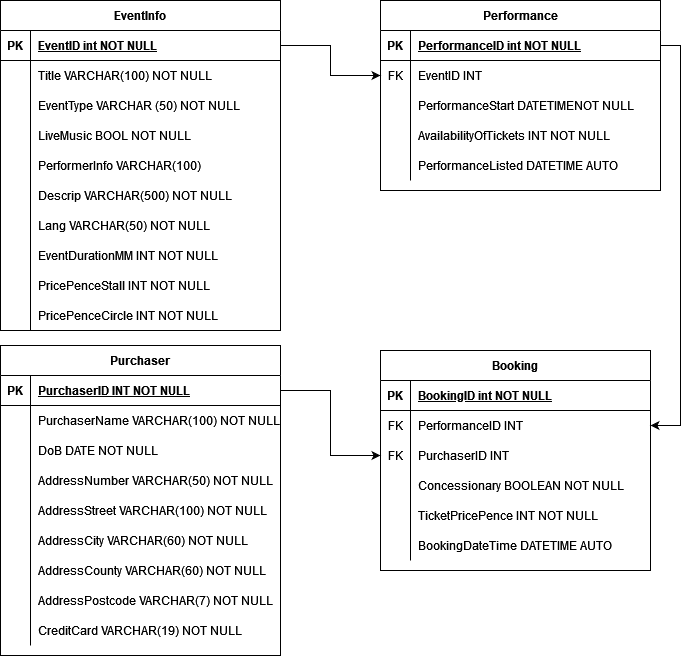 EventInfo
PK EventID int NOT NULL
Title VARCHAR(100) NOT NULL
EventType VARCHAR (50) NOT NULL
LiveMusic BOOL NOT NULL
PerformerInfo VARCHAR(100)
Descrip VARCHAR(500) NOT NULL
Lang VARCHAR(50) NOT NULL
EventDurationMM INT NOT NULL
PricePenceStall INT NOT NULL
PricePenceCircle INT NOT NULL
Performance
PK PerformanceID int NOT NULL
FK EventID INT
PerformanceStart DATETIMENOT NULL
AvailabilityOfTickets INT NOT NULL
PerformanceListed DATETIME AUTO
Purchaser
PK PurchaserID INT NOT NULL
PurchaserName VARCHAR(100) NOT NULL
DoB DATE NOT NULL
AddressNumber VARCHAR(50) NOT NULL
AddressStreet VARCHAR(100) NOT NULL
AddressCity VARCHAR(60) NOT NULL
AddressCounty VARCHAR(60) NOT NULL
AddressPostcode VARCHAR(7) NOT NULL
CreditCard VARCHAR(19) NOT NULL
Booking
PK BookingID int NOT NULL
FK PerformanceID INT
FK PurchaserID INT
Concessionary BOOLEAN NOT NULL
TicketPricePence INT NOT NULL
BookingDateTime DATETIME AUTO